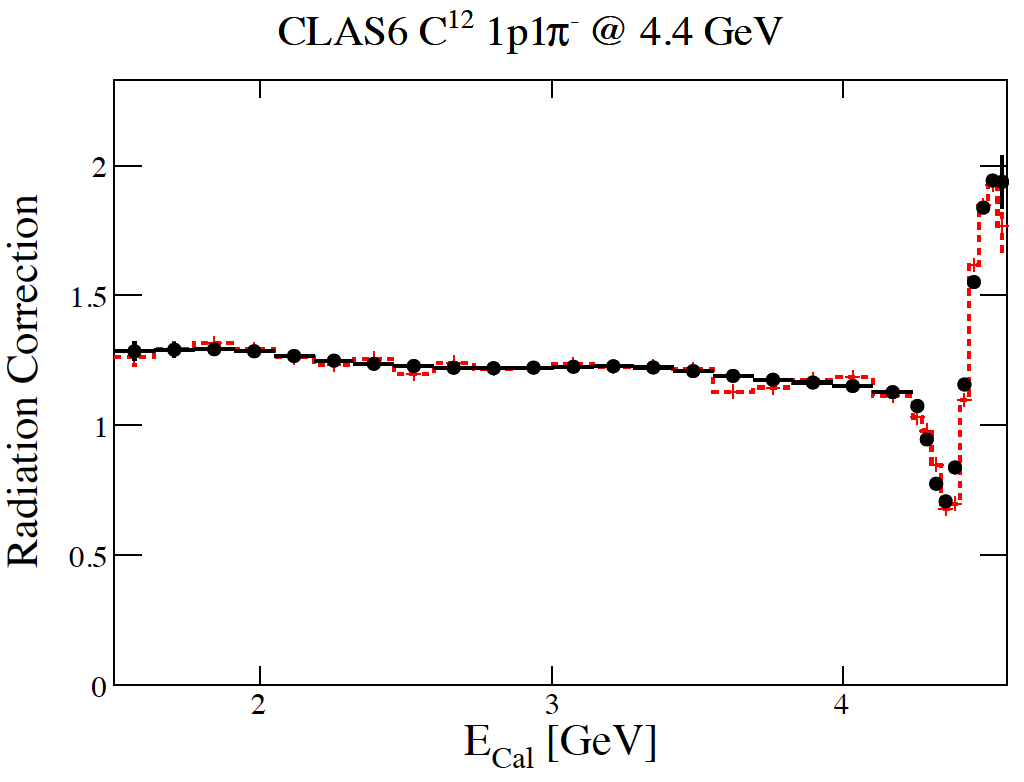 CLAS6 C¹² 1p1π⁻ @ 4.4 GeV
Radiation Correction
2
1.5
1
0.5
0
2 3 4
E_Cal [GeV]